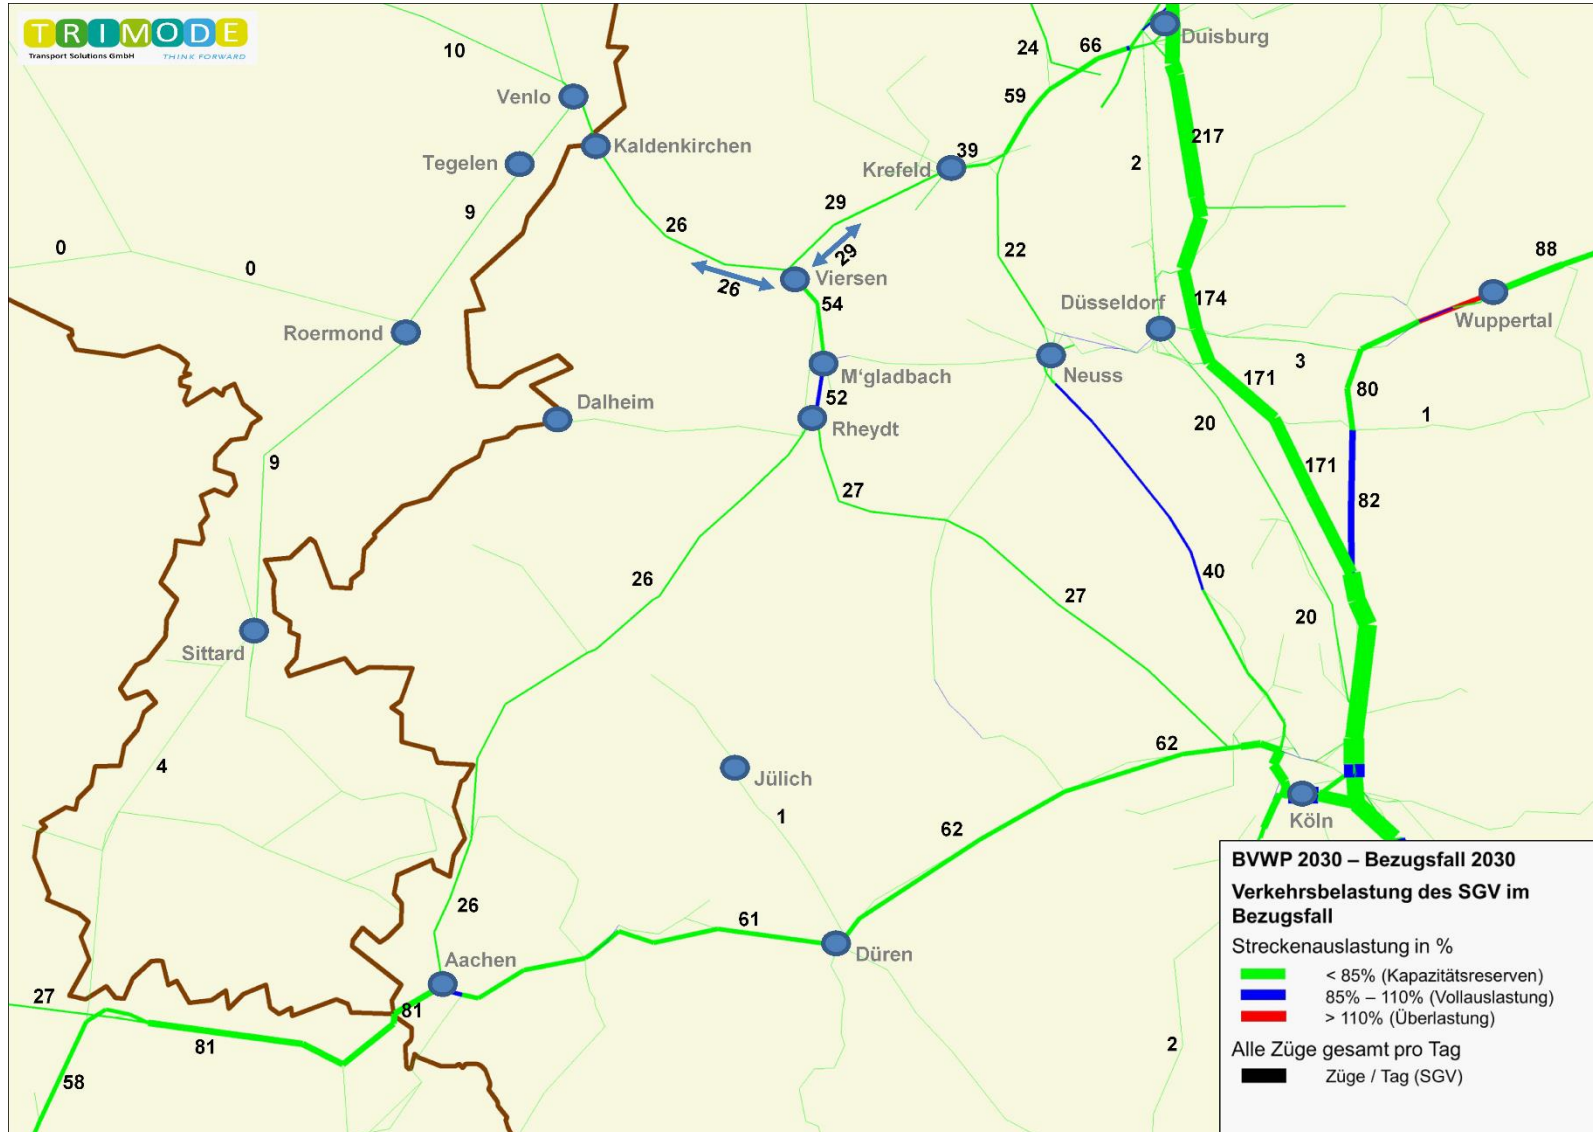 TRIMODE
Transport Solutions GmbH THINK FORWARD
10
24
66
Duisburg
Venlo
59
217
Kaldenkirchen
Tegelen
Krefeld
39
2
9
29
26
22
0
0
29
88
26
Viersen
54
Düsseldorf
174
Roermond
Wuppertal
M'gladbach
Neuss
3
171
80
Dalheim
52
Rheydt
20
1
9
171
27
82
26
40
27
20
Sittard
4
62
Jülich
1
62
Köln
26
61
Aachen
Düren
27
81
81
58
2
BVWP 2030 – Bezugsfall 2030
Verkehrsbelastung des SGV im
Bezugsfall
Streckenauslastung in %
< 85% (Kapazitätsreserven)
85% – 110% (Vollauslastung)
> 110% (Überlastung)
Alle Züge gesamt pro Tag
Züge / Tag (SGV)